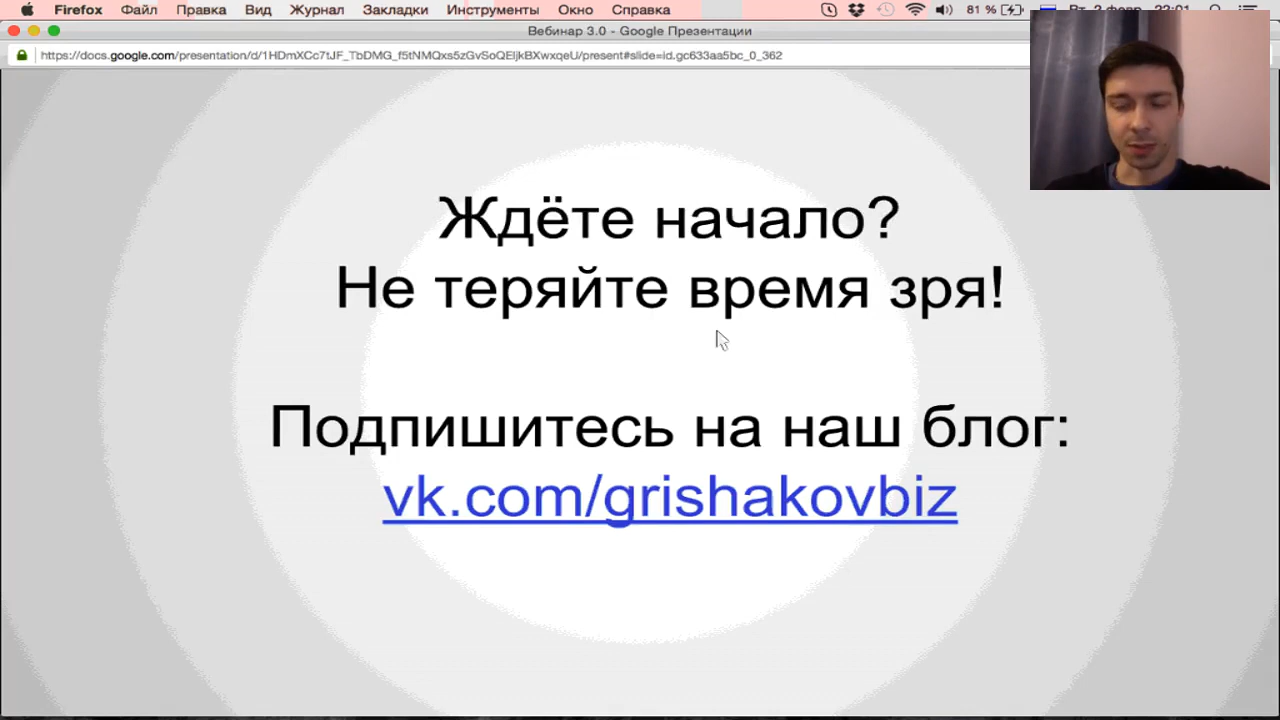 Firefox Файл Правка Вид Журнал Закладки Инструменты Окно Справка 81 %
Вебинар 3.0 - Google Презентации
Ждёте начало?
Не теряйте время зря!
Подпишитесь на наш блог:
vk.com/grishakovbiz